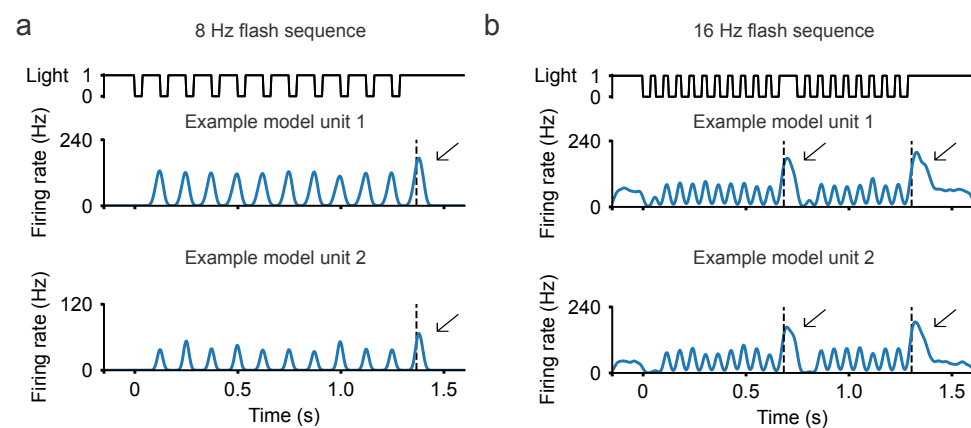 a
8 Hz flash sequence
Light
1
0
Example model unit 1
Firing rate (Hz)
240
0
Example model unit 2
Firing rate (Hz)
120
0
0
0.5
1.0
1.5
Time (s)
b
16 Hz flash sequence
Light
1
0
Example model unit 1
Firing rate (Hz)
240
0
Example model unit 2
Firing rate (Hz)
240
0
0
0.5
1.0
1.5
Time (s)